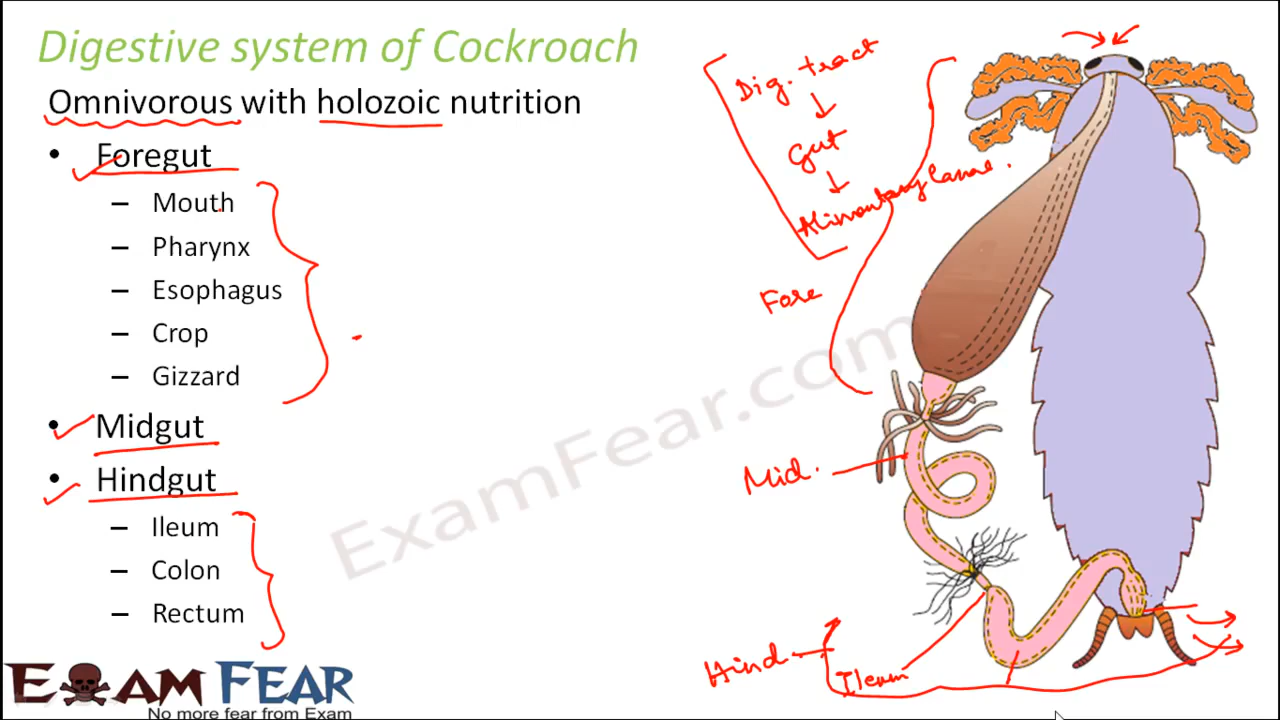 Digestive system of Cockroach
Omnivorous with holozoic nutrition
• Foregut
– Mouth
– Pharynx
– Esophagus
– Crop
– Gizzard
• Midgut
• Hindgut
– Ileum
– Colon
– Rectum
Dig. tract
↓
Gut
↓
Alimentary Canal.
Fore
Mid.
Hind.
Ileum
ExamFear.com
EXAM FEAR
No more fear from Exam